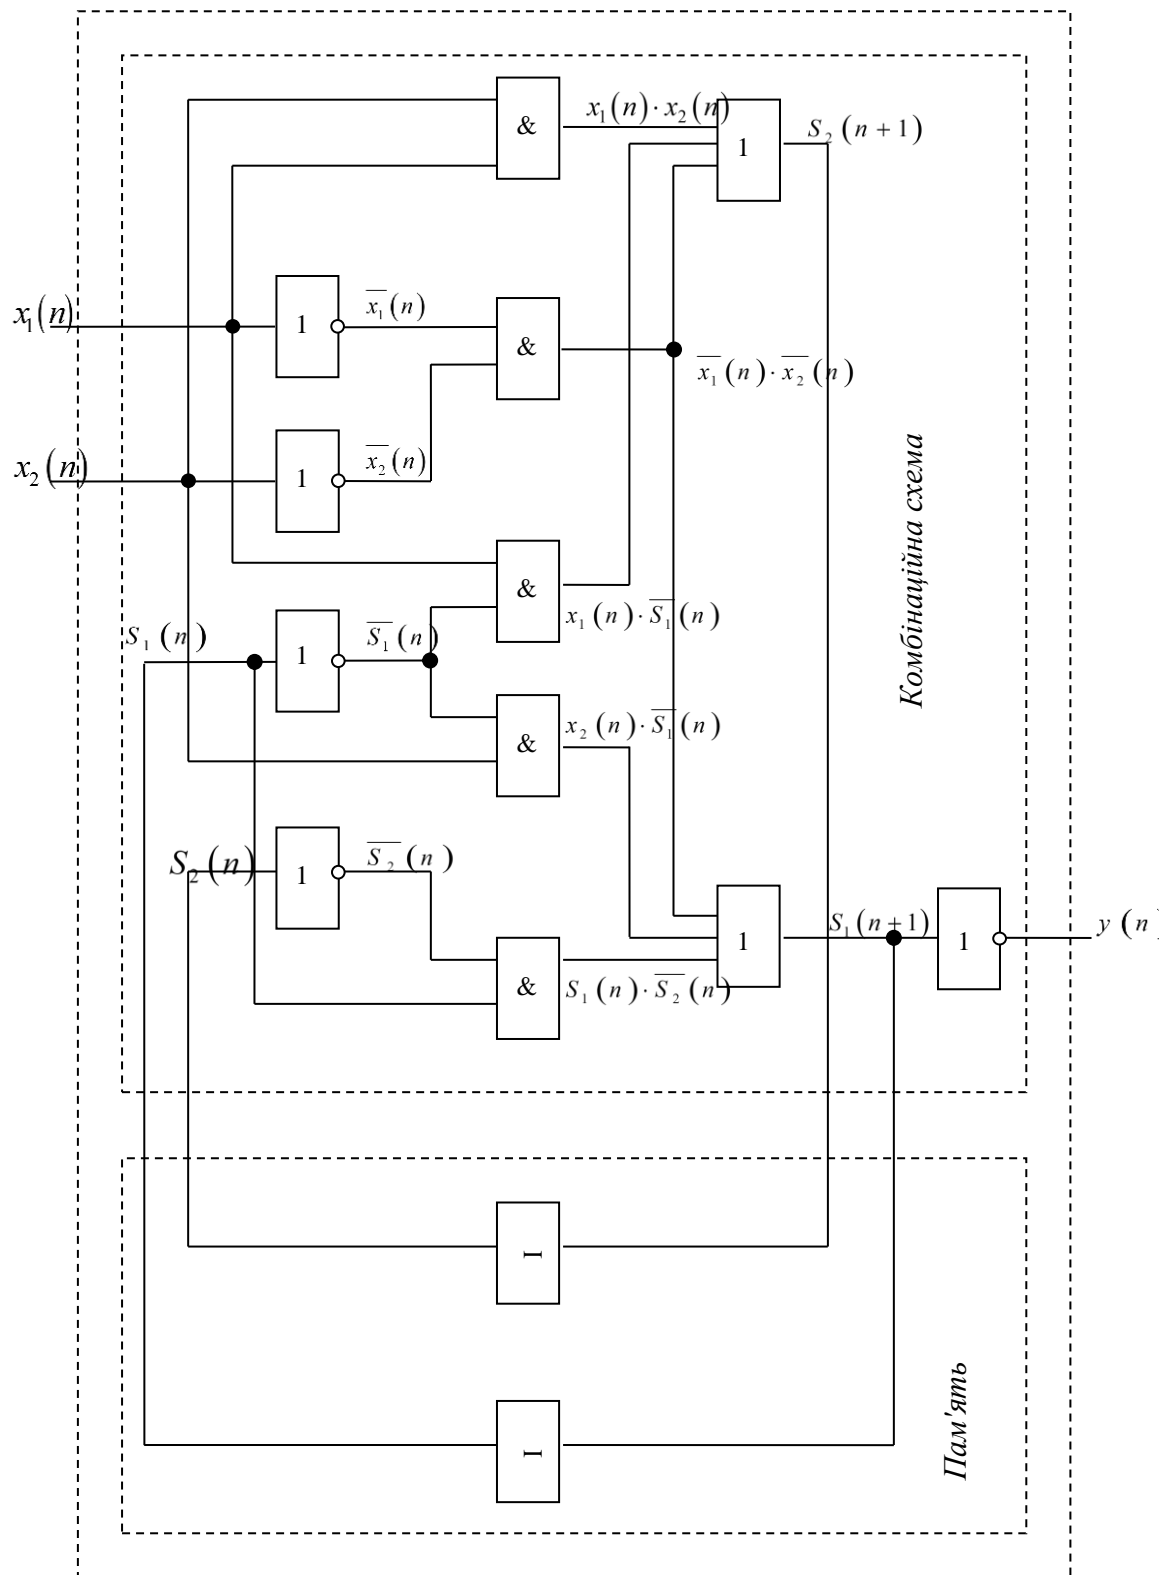 &
x₁(n)·x₂(n)
1
S₂(n+1)
x₁(n)
1
x̅₁(n)
&
x̅₁(n)·x̅₂(n)
x₂(n)
1
x̅₂(n)
Комбінаційна схема
&
x₁(n)·S̅₁(n)
S₁(n)
1
S̅₁(n)
&
x₂(n)·S̅₁(n)
S₂(n)
1
S̅₂(n)
1
S₁(n+1)
1
y(n)
&
S₁(n)·S̅₂(n)
I
I
Пам'ять